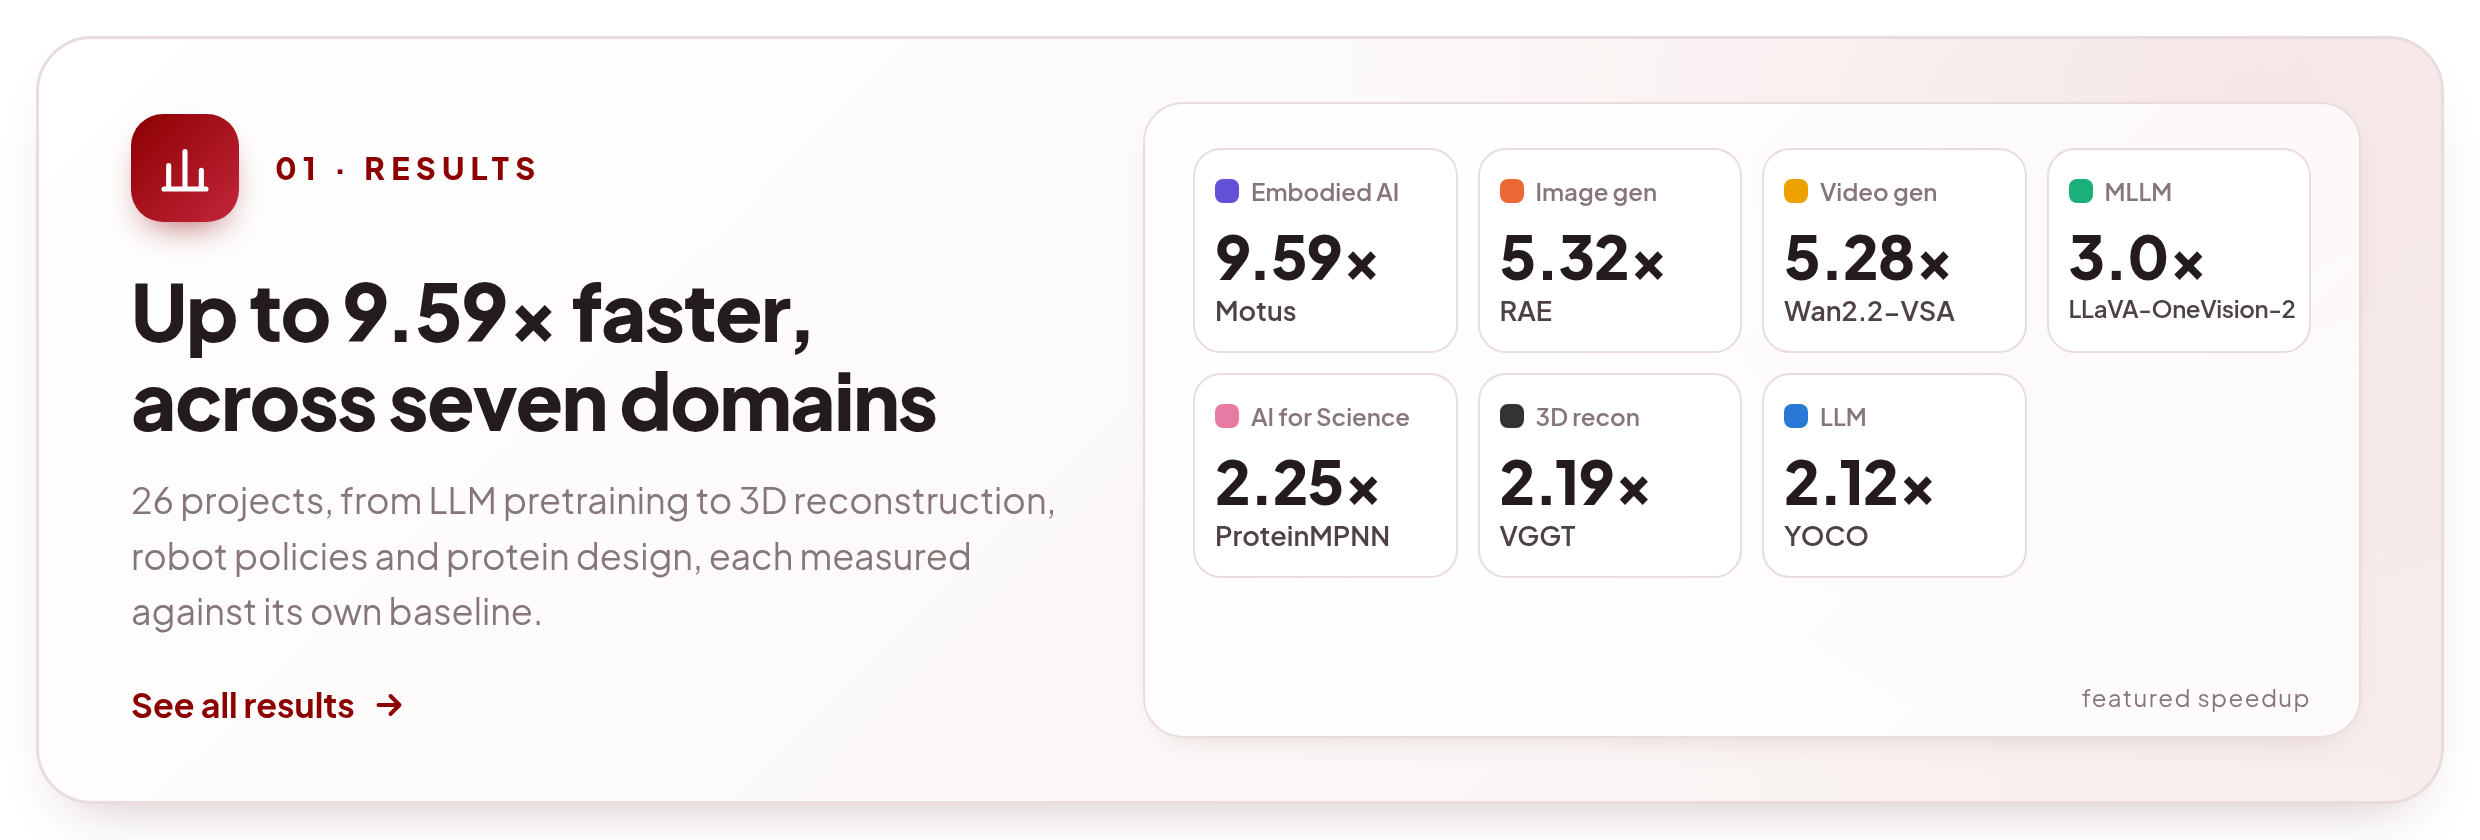 01 · RESULTS
Up to 9.59× faster,
across seven domains
26 projects, from LLM pretraining to 3D reconstruction,
robot policies and protein design, each measured
against its own baseline.
See all results →
Embodied AI
9.59×
Motus
Image gen
5.32×
RAE
Video gen
5.28×
Wan2.2-VSA
MLLM
3.0×
LLaVA-OneVision-2
AI for Science
2.25×
ProteinMPNN
3D recon
2.19×
VGGT
LLM
2.12×
YOCO
featured speedup